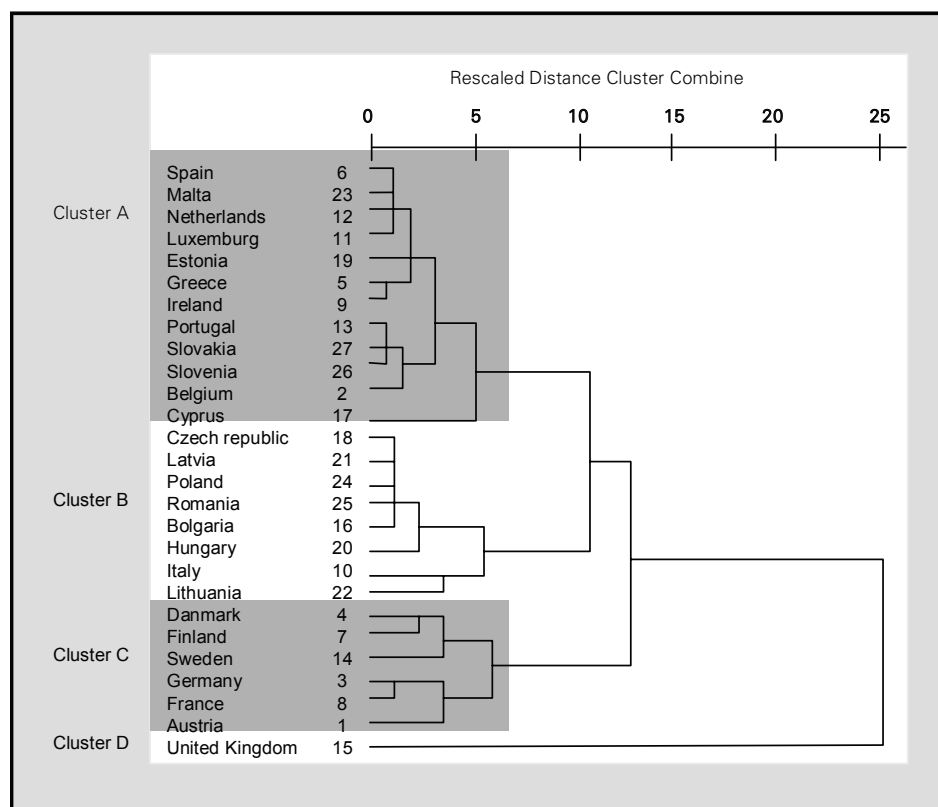 Rescaled Distance Cluster Combine
0 5 10 15 20 25
Spain 6
Malta 23
Cluster A
Netherlands 12
Luxemburg 11
Estonia 19
Greece 5
Ireland 9
Portugal 13
Slovakia 27
Slovenia 26
Belgium 2
Cyprus 17
Czech republic 18
Latvia 21
Poland 24
Cluster B
Romania 25
Bolgaria 16
Hungary 20
Italy 10
Lithuania 22
Danmark 4
Finland 7
Cluster C
Sweden 14
Germany 3
France 8
Austria 1
Cluster D
United Kingdom 15